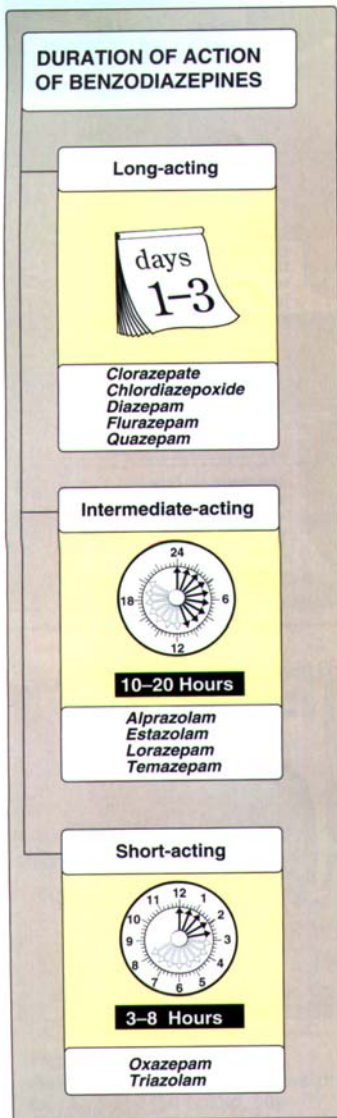 DURATION OF ACTION
OF BENZODIAZEPINES
Long-acting
days
1–3
Clorazepate
Chlordiazepoxide
Diazepam
Flurazepam
Quazepam
Intermediate-acting
24
18
6
12
10–20 Hours
Alprazolam
Estazolam
Lorazepam
Temazepam
Short-acting
12
11
1
10
2
9
3
8
4
7
5
6
3–8 Hours
Oxazepam
Triazolam